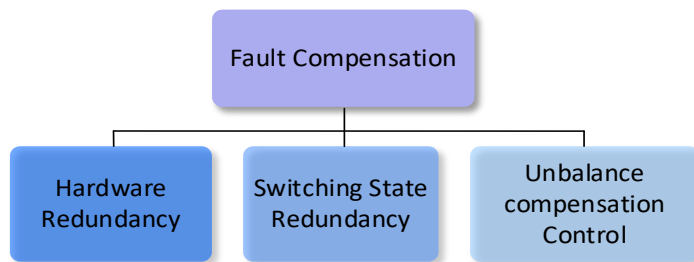 Fault Compensation
Hardware
Redundancy
Switching State
Redundancy
Unbalance
compensation
Control